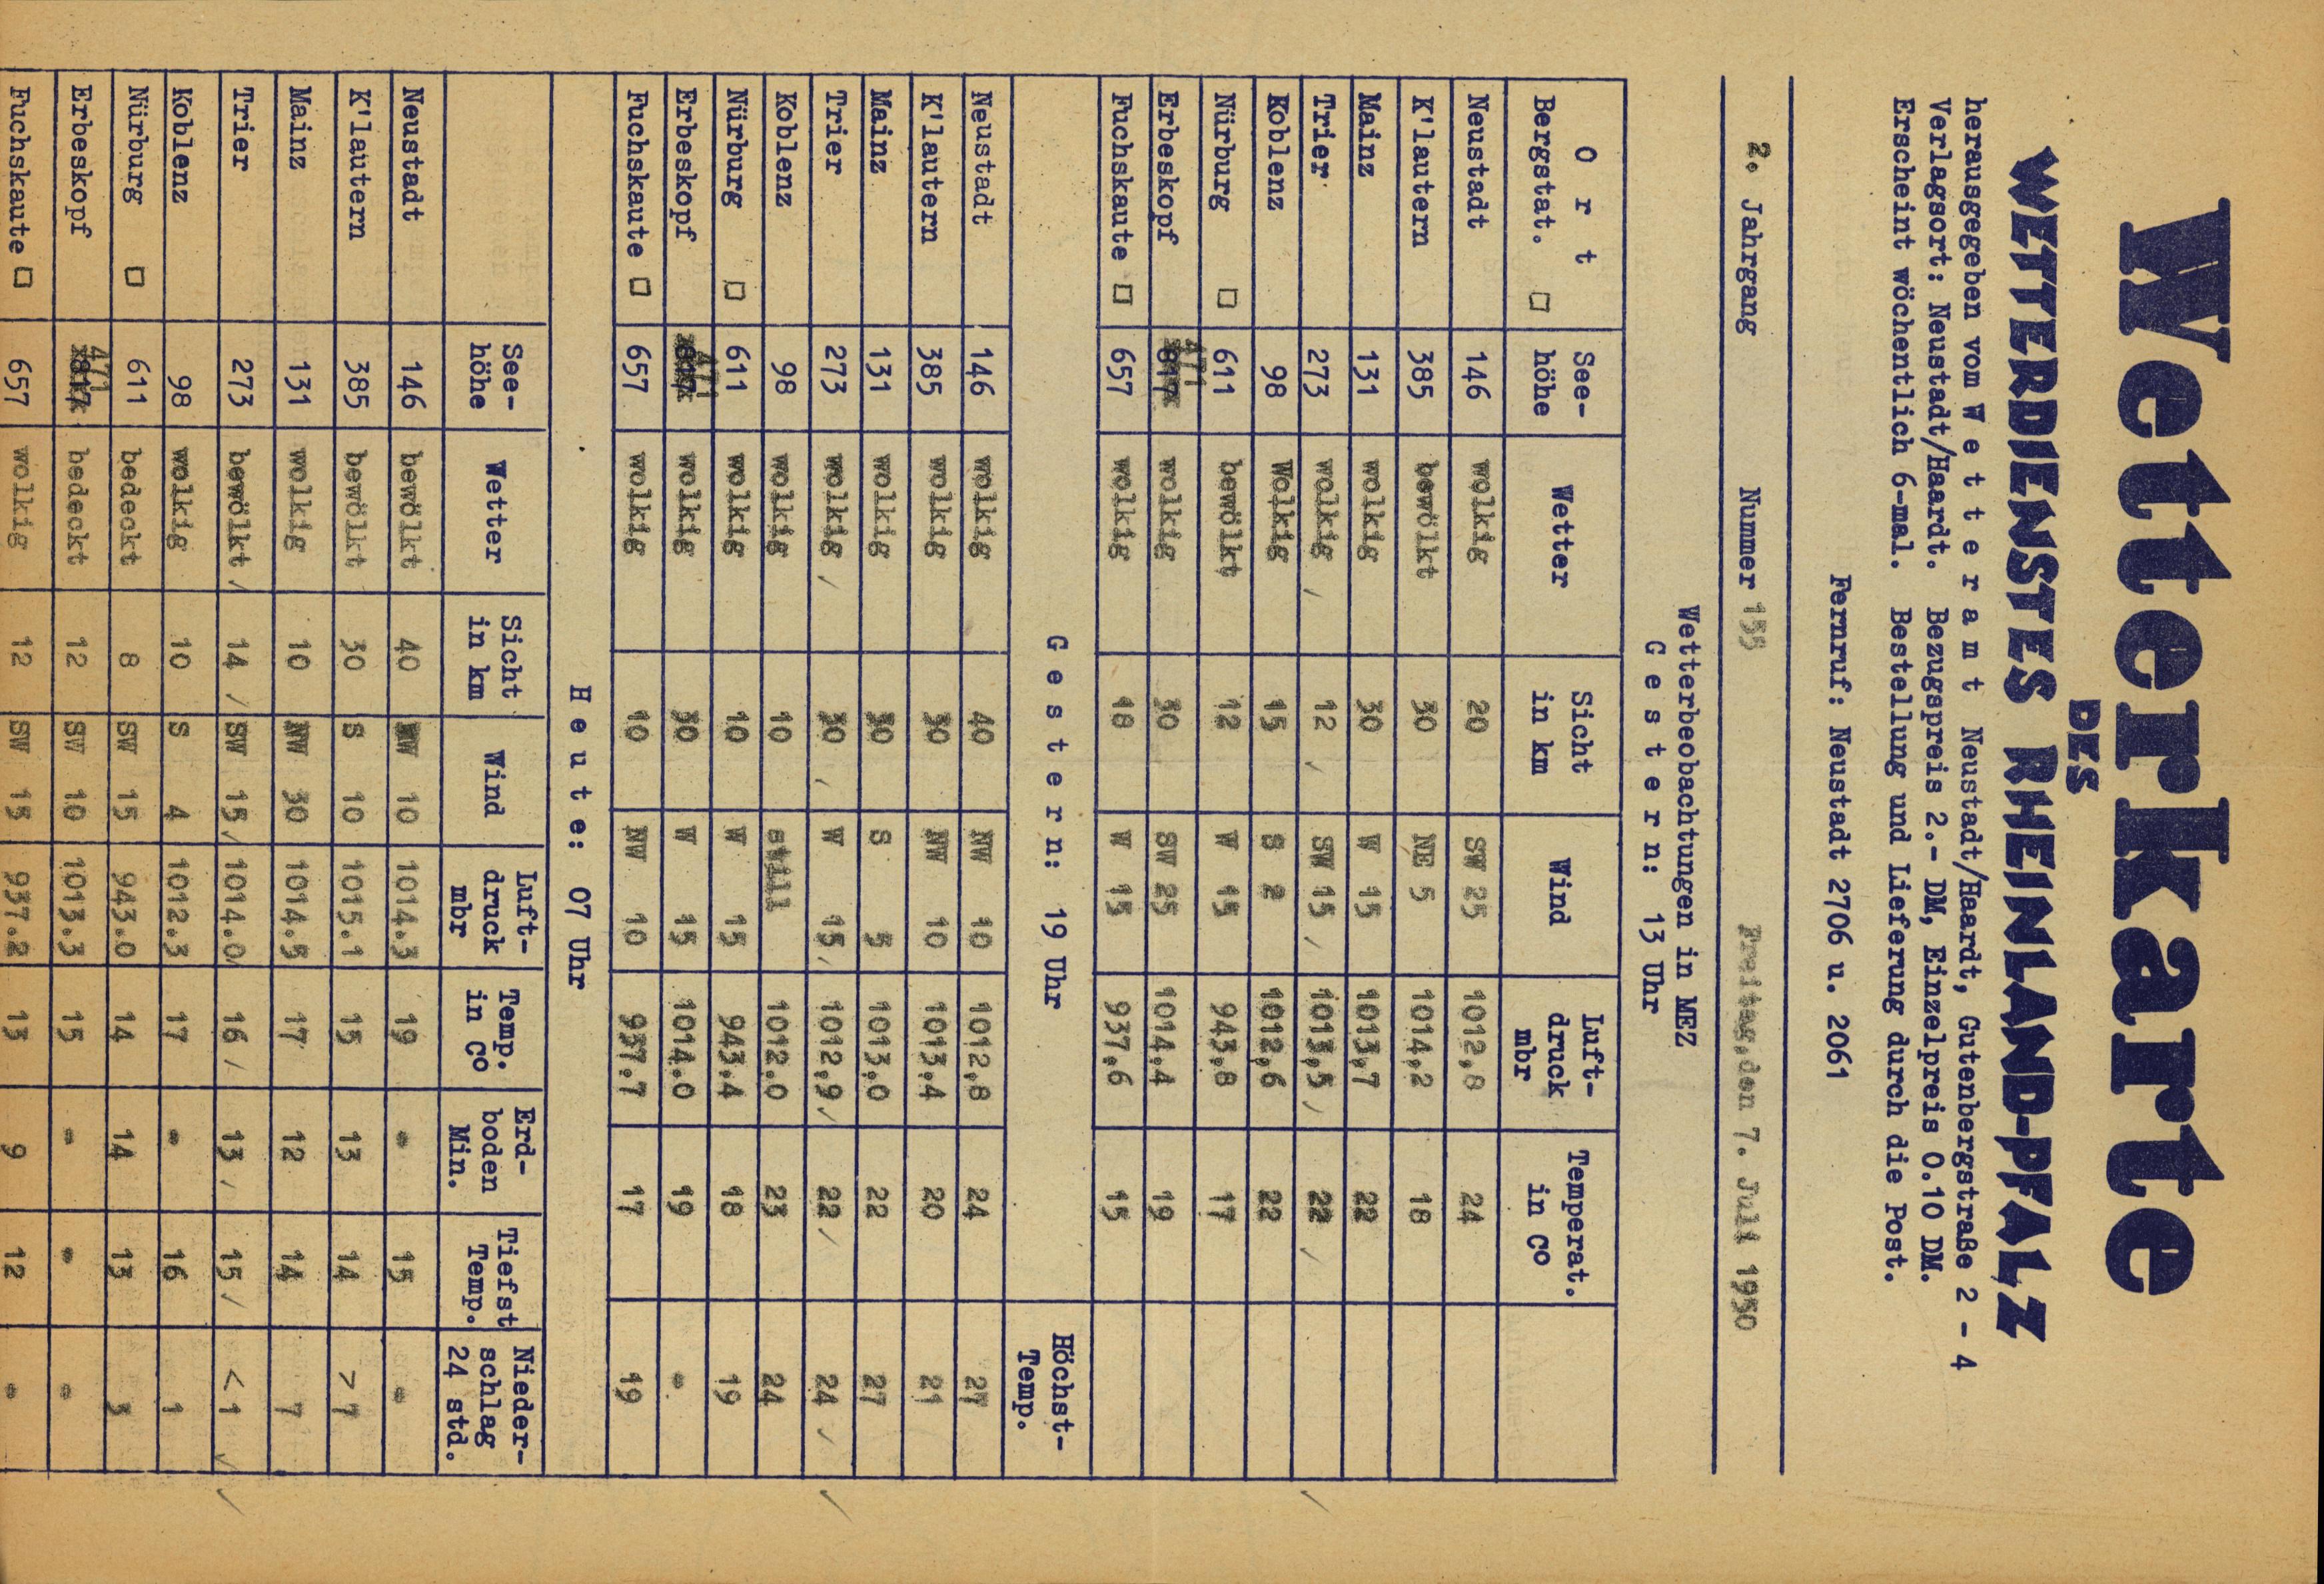 Wetterkarte
DES
WETTERDIENSTES RHEINLAND-PFALZ
herausgegeben vom W e t t e r a m t Neustadt/Haardt, Gutenbergstraße 2 - 4
Verlagsort: Neustadt/Haardt. Bezugspreis 2.- DM, Einzelpreis 0.10 DM.
Erscheint wöchentlich 6-mal. Bestellung und Lieferung durch die Post.
Fernruf: Neustadt 2706 u. 2061
2. Jahrgang Nummer 155 Freitag,den 7. Juli 1950
Wetterbeobachtungen in MEZ
G e s t e r n: 13 Uhr
O r t See- Wetter Sicht Wind Luft- Temperat.
Bergstat. □ höhe in km druck in C°
mbr
Neustadt 146 wolkig 20 SW 25 1012,8 24
K'lautern 385 bewölkt 30 NE 5 1014,2 18
Mainz 131 wolkig 30 W 15 1013,7 22
Trier 273 wolkig / 12 / SW 15 / 1013,5 / 22 /
Koblenz 98 Wolkig 15 S 2 1012,6 22
Nürburg □ 611 bewölkt 12 W 15 943,8 17
Erbeskopf 471 wolkig 30 SW 25 1014.4 19
Fuchskaute □ 657 wolkig 18 W 15 937.6 15
G e s t e r n: 19 Uhr Höchst-
Temp.
Neustadt 146 wolkig 40 NW 10 1012,8 24 27
K'lautern 385 wolkig 30 NW 10 1013.4 20 21
Mainz 131 wolkig 30 S 5 1013,0 22 27
Trier 273 wolkig / 30 / W 15 / 1012,9 / 22 / 24 /
Koblenz 98 wolkig 10 still 1012.0 23 24
Nürburg □ 611 wolkig 10 W 15 943.4 18 19
Erbeskopf 471 wolkig 30 W 15 1014.0 19 -
Fuchskaute □ 657 wolkig 10 NW 10 937.7 17 19
H e u t e: 07 Uhr
See- Wetter Sicht Wind Luft- Temp. Erd- Tiefst Nieder-
höhe in km druck in C° boden Temp. schlag
mbr Min. 24 std.
Neustadt 146 bewölkt 40 NW 10 1014.3 19 - 15 -
K'lautern 385 bewölkt 30 S 10 1015.1 15 13 14 > 7
Mainz 131 wolkig 10 NW 30 1014.5 17 12 14 7
Trier 273 bewölkt / 14 / SW 15 / 1014.0 / 16 / 13 / 15 / < 1 /
Koblenz 98 wolkig 10 S 4 1012.3 17 - 16 1
Nürburg □ 611 bedeckt 8 SW 15 943.0 14 14 13 3
Erbeskopf 471 bedeckt 12 SW 10 1013.3 15 - - -
Fuchskaute □ 657 wolkig 12 SW 15 937.2 13 9 12 -